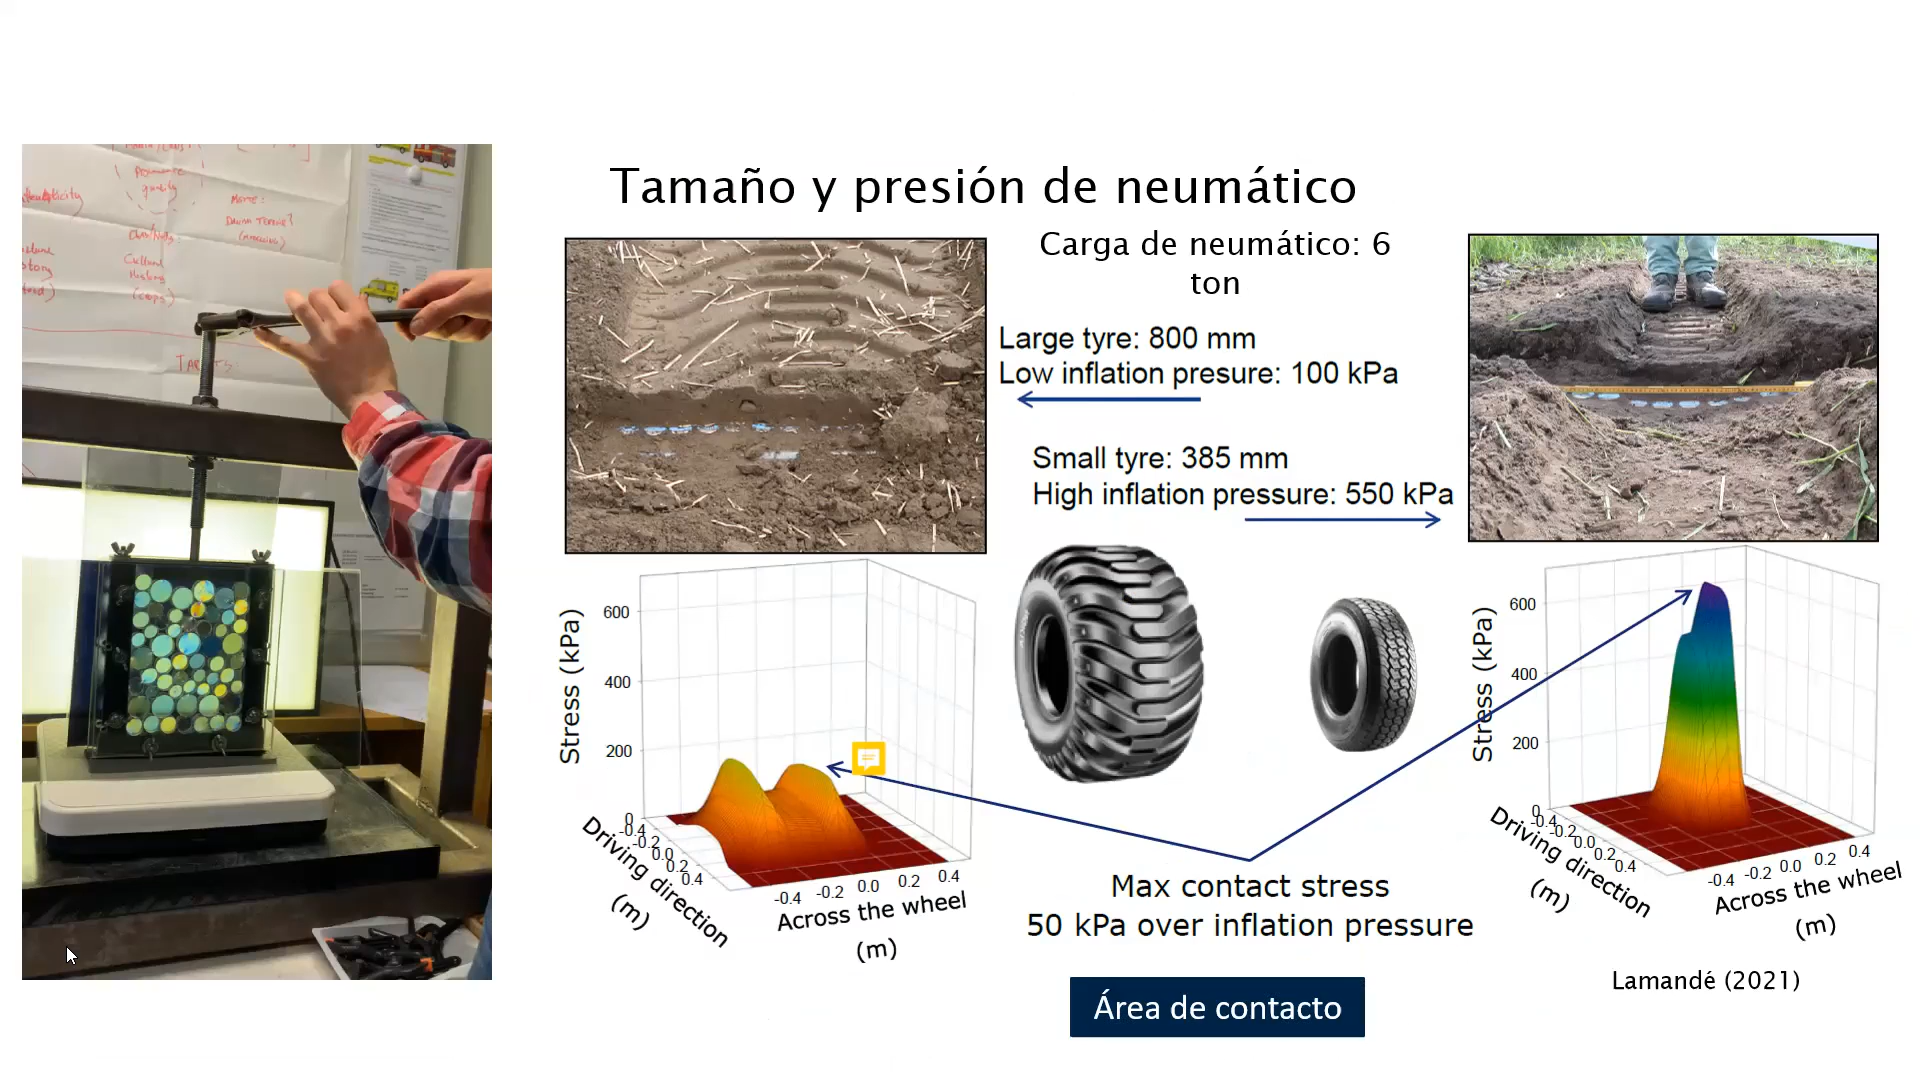 Tamaño y presión de neumático
Carga de neumático: 6
ton
Large tyre: 800 mm
Low inflation presure: 100 kPa
Small tyre: 385 mm
High inflation pressure: 550 kPa
Stress (kPa)
600
400
200
0
-0.4
-0.2
0.0
0.2
0.4
Driving direction
(m)
-0.4
-0.2
0.0
0.2
0.4
Across the wheel
(m)
Max contact stress
50 kPa over inflation pressure
Área de contacto
Stress (kPa)
600
400
200
0
-0.4
-0.2
0.0
0.2
0.4
Driving direction
(m)
-0.4
-0.2
0.0
0.2
0.4
Across the wheel
(m)
Lamandé (2021)
Cultural
(crops)